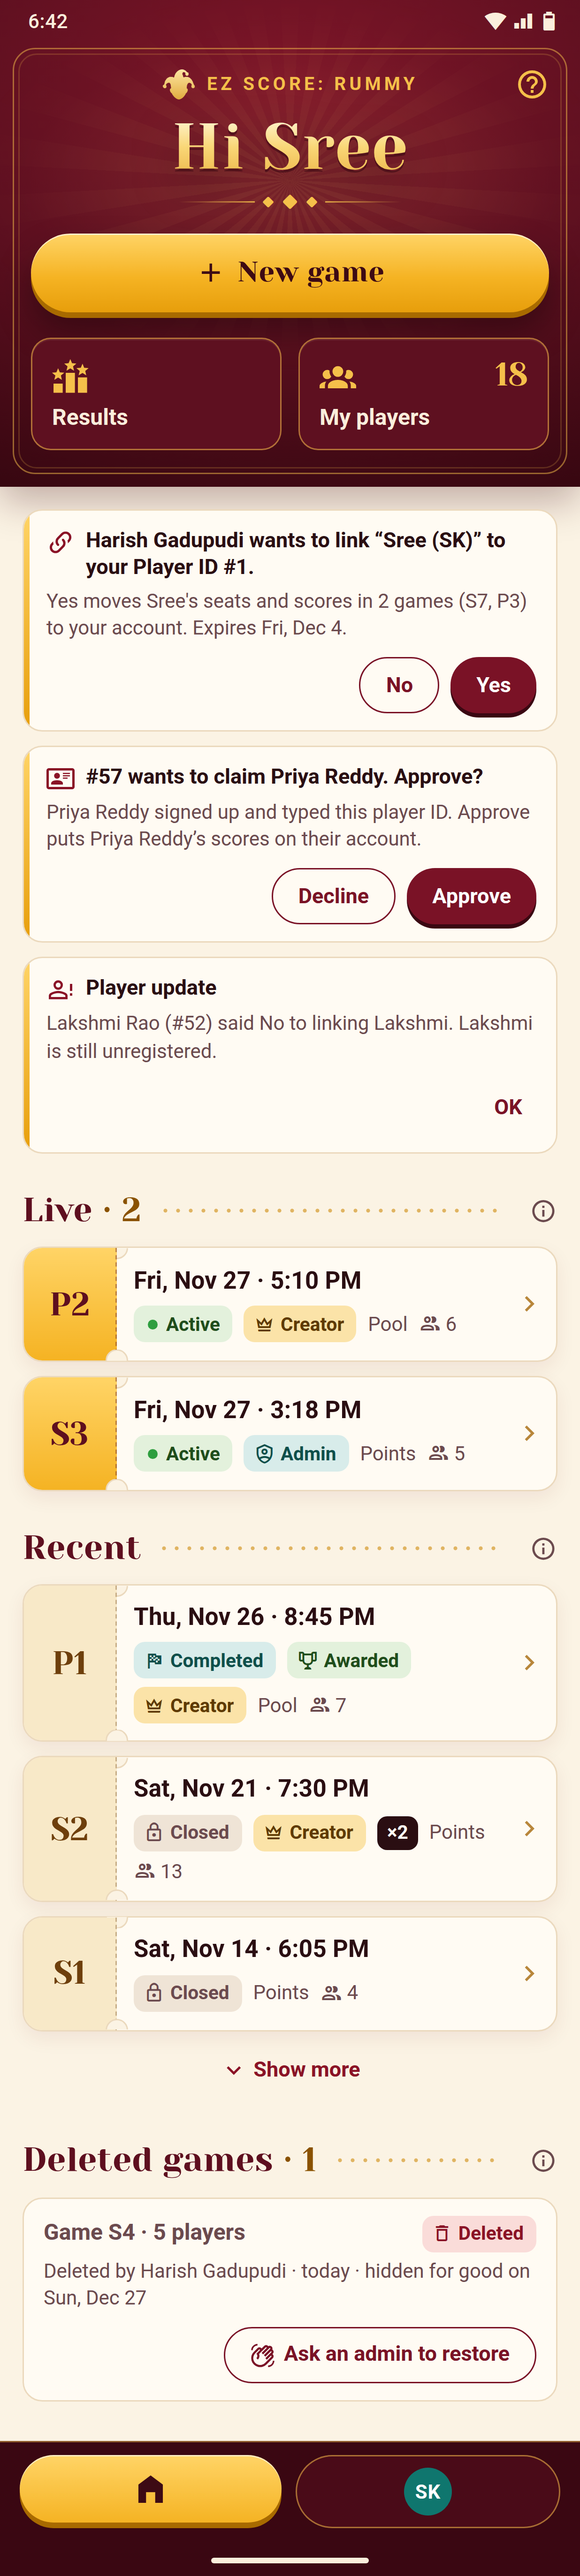 6:42
EZ SCORE: RUMMY
Hi Sree
+ New game
Results
18
My players
Harish Gadupudi wants to link “Sree (SK)” to
your Player ID #1.
Yes moves Sree's seats and scores in 2 games (S7, P3)
to your account. Expires Fri, Dec 4.
No
Yes
#57 wants to claim Priya Reddy. Approve?
Priya Reddy signed up and typed this player ID. Approve
puts Priya Reddy’s scores on their account.
Decline
Approve
Player update
Lakshmi Rao (#52) said No to linking Lakshmi. Lakshmi
is still unregistered.
OK
Live · 2
P2
Fri, Nov 27 · 5:10 PM
Active
Creator
Pool
6
S3
Fri, Nov 27 · 3:18 PM
Active
Admin
Points
5
Recent
P1
Thu, Nov 26 · 8:45 PM
Completed
Awarded
Creator
Pool
7
S2
Sat, Nov 21 · 7:30 PM
Closed
Creator
×2
Points
13
S1
Sat, Nov 14 · 6:05 PM
Closed
Points
4
Show more
Deleted games · 1
Game S4 · 5 players
Deleted
Deleted by Harish Gadupudi · today · hidden for good on
Sun, Dec 27
Ask an admin to restore
SK